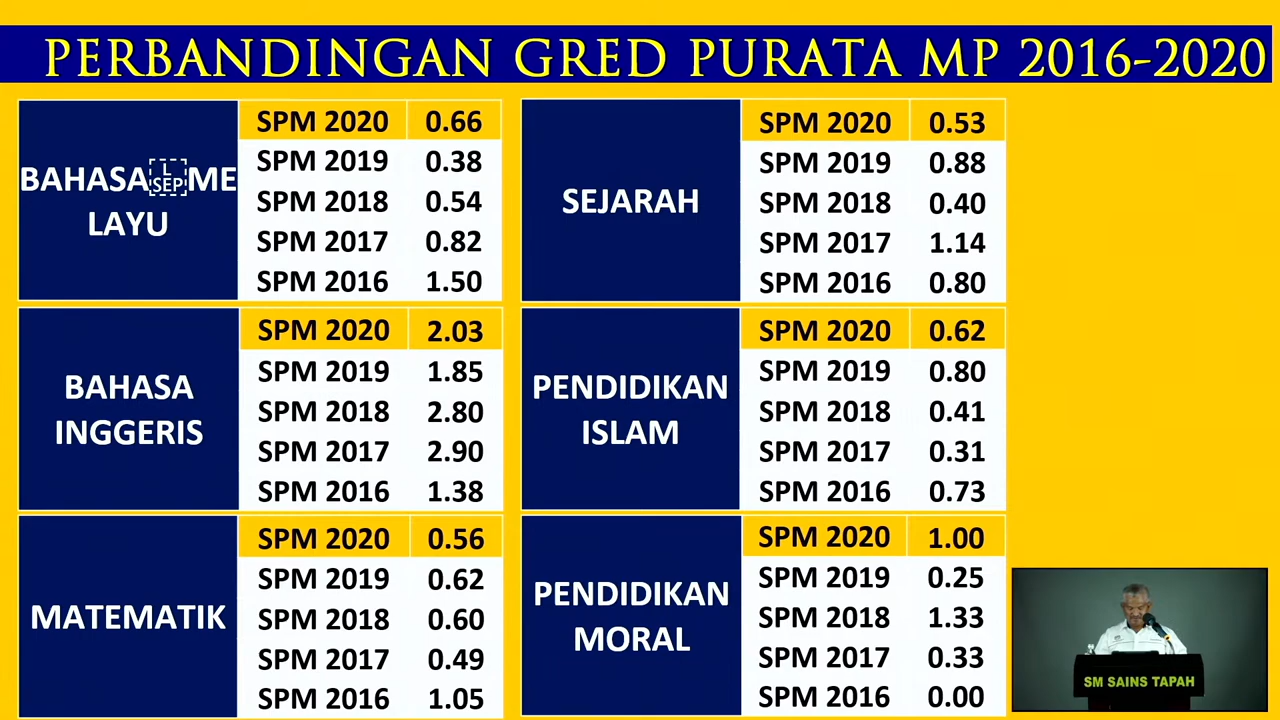 PERBANDINGAN GRED PURATA MP 2016-2020
BAHASA LSEP ME
LAYU
SPM 2020 0.66
SPM 2019 0.38
SPM 2018 0.54
SPM 2017 0.82
SPM 2016 1.50
SEJARAH
SPM 2020 0.53
SPM 2019 0.88
SPM 2018 0.40
SPM 2017 1.14
SPM 2016 0.80
BAHASA
INGGERIS
SPM 2020 2.03
SPM 2019 1.85
SPM 2018 2.80
SPM 2017 2.90
SPM 2016 1.38
PENDIDIKAN
ISLAM
SPM 2020 0.62
SPM 2019 0.80
SPM 2018 0.41
SPM 2017 0.31
SPM 2016 0.73
MATEMATIK
SPM 2020 0.56
SPM 2019 0.62
SPM 2018 0.60
SPM 2017 0.49
SPM 2016 1.05
PENDIDIKAN
MORAL
SPM 2020 1.00
SPM 2019 0.25
SPM 2018 1.33
SPM 2017 0.33
SPM 2016 0.00
SM SAINS TAPAH